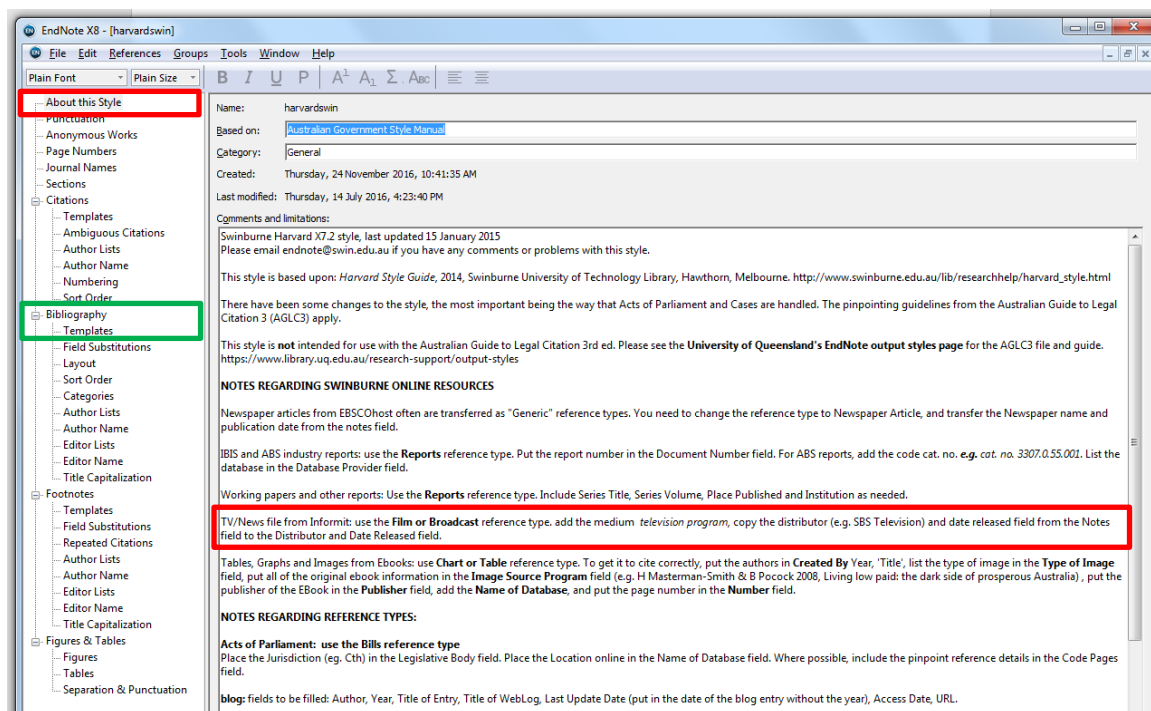 EndNote X8 - [harvardswin]
File Edit References Groups Tools Window Help
Plain Font Plain Size B I U P A1 A1 Σ ABC
About this Style
Punctuation
Anonymous Works
Page Numbers
Journal Names
Sections
Citations
Templates
Ambiguous Citations
Author Lists
Author Name
Numbering
Sort Order
Bibliography
Templates
Field Substitutions
Layout
Sort Order
Categories
Author Lists
Author Name
Editor Lists
Editor Name
Title Capitalization
Footnotes
Templates
Field Substitutions
Repeated Citations
Author Lists
Author Name
Editor Lists
Editor Name
Title Capitalization
Figures & Tables
Figures
Tables
Separation & Punctuation
Name: harvardswin
Based on: Australian Government Style Manual
Category: General
Created: Thursday, 24 November 2016, 10:41:35 AM
Last modified: Thursday, 14 July 2016, 4:23:40 PM
Comments and limitations:
Swinburne Harvard X7.2 style, last updated 15 January 2015
Please email endnote@swin.edu.au if you have any comments or problems with this style.
This style is based upon: Harvard Style Guide, 2014, Swinburne University of Technology Library, Hawthorn, Melbourne. http://www.swinburne.edu.au/lib/researchhelp/harvard_style.html
There have been some changes to the style, the most important being the way that Acts of Parliament and Cases are handled. The pinpointing guidelines from the Australian Guide to Legal
Citation 3 (AGLC3) apply.
This style is not intended for use with the Australian Guide to Legal Citation 3rd ed. Please see the University of Queensland's EndNote output styles page for the AGLC3 file and guide.
https://www.library.uq.edu.au/research-support/output-styles
NOTES REGARDING SWINBURNE ONLINE RESOURCES
Newspaper articles from EBSCOhost often are transferred as "Generic" reference types. You need to change the reference type to Newspaper Article, and transfer the Newspaper name and
publication date from the notes field.
IBIS and ABS industry reports: use the Reports reference type. Put the report number in the Document Number field. For ABS reports, add the code cat. no. e.g. cat. no. 3307.0.55.001. List the
database in the Database Provider field.
Working papers and other reports: Use the Reports reference type. Include Series Title, Series Volume, Place Published and Institution as needed.
TV/News file from Informit: use the Film or Broadcast reference type. add the medium television program, copy the distributor (e.g. SBS Television) and date released field from the Notes
field to the Distributor and Date Released field.
Tables, Graphs and Images from Ebooks: use Chart or Table reference type. To get it to cite correctly, put the authors in Created By Year, 'Title', list the type of image in the Type of Image
field, put all of the original ebook information in the Image Source Program field (e.g. H Masterman-Smith & B Pocock 2008, Living low paid: the dark side of prosperous Australia) , put the
publisher of the EBook in the Publisher field, add the Name of Database, and put the page number in the Number field.
NOTES REGARDING REFERENCE TYPES:
Acts of Parliament: use the Bills reference type
Place the Jurisdiction (eg. Cth) in the Legislative Body field. Place the Location online in the Name of Database field. Where possible, include the pinpoint reference details in the Code Pages
field.
blog: fields to be filled: Author, Year, Title of Entry, Title of WebLog, Last Update Date (put in the date of the blog entry without the year), Access Date, URL.